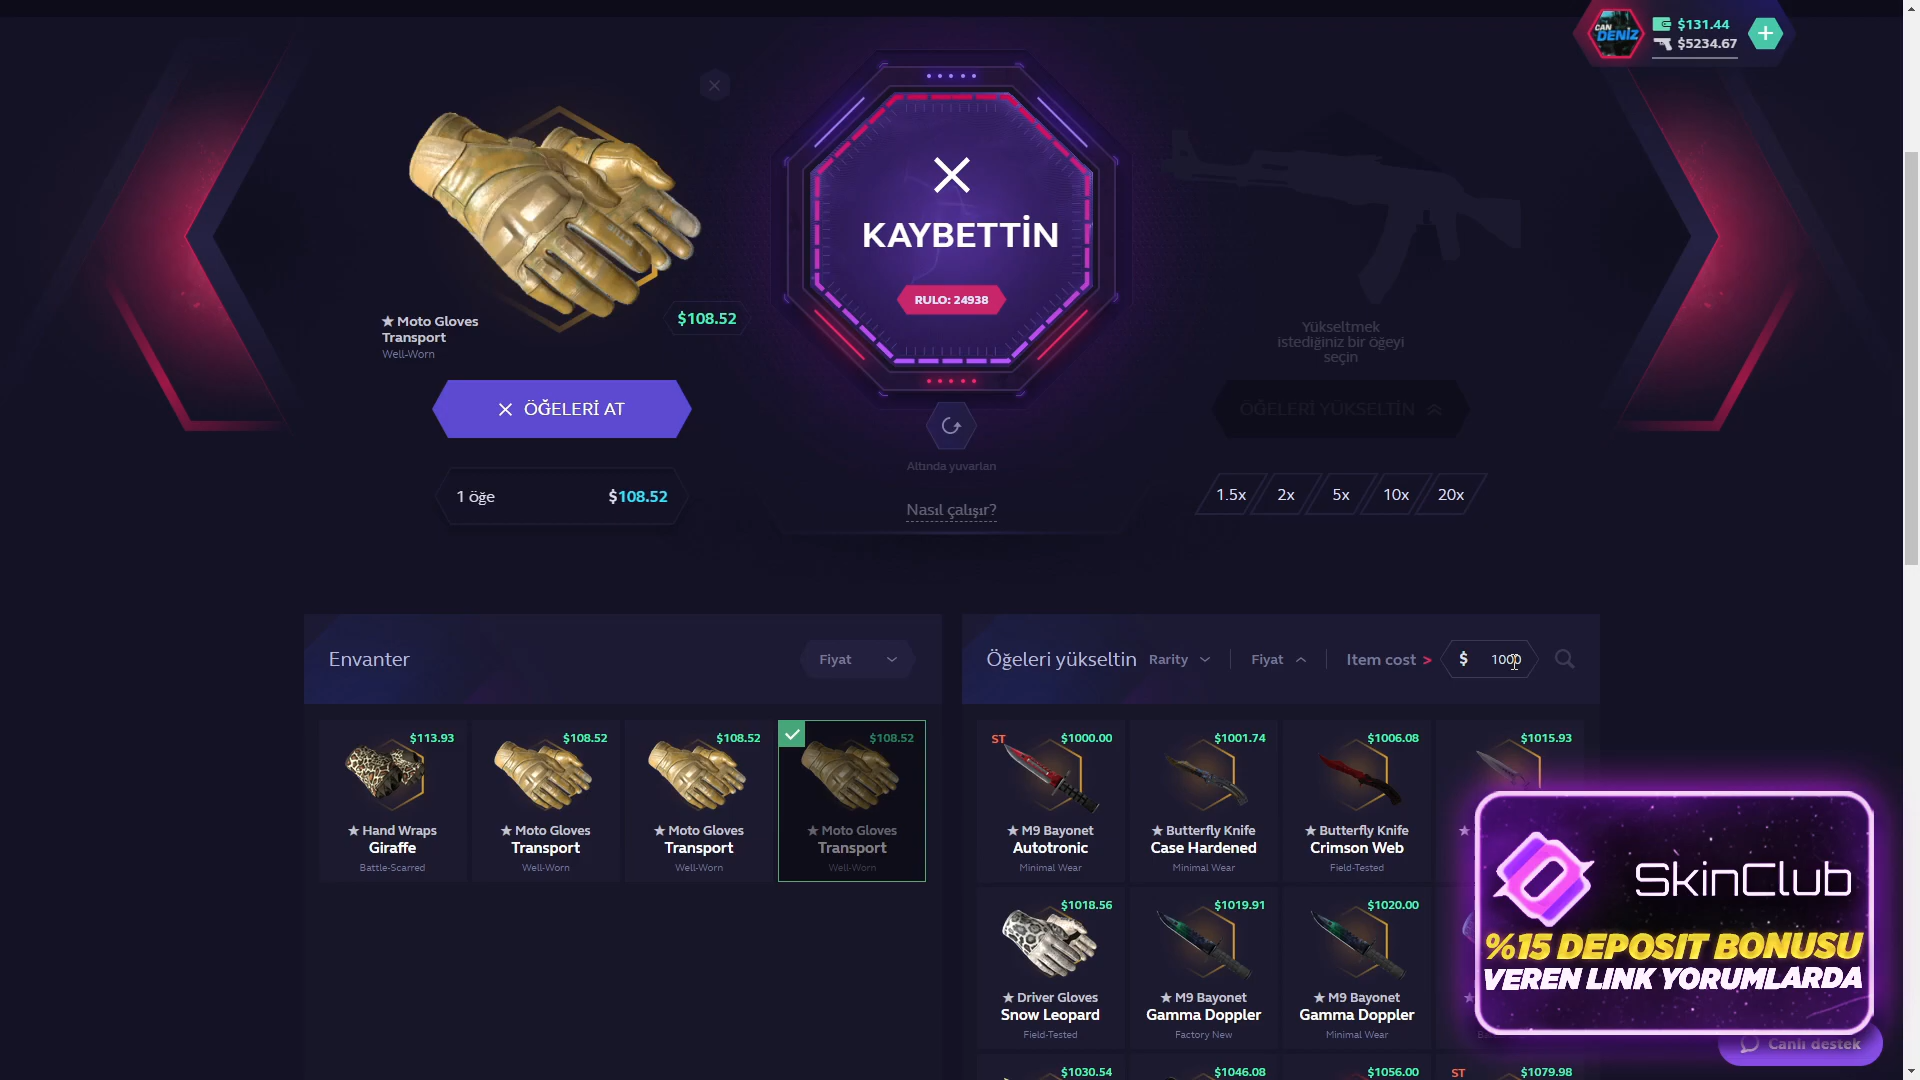 CAN
DENİZ
$131.44
$5234.67
KAYBETTİN
RULO: 24938
★ Moto Gloves
Transport
Well-Worn
$108.52
× ÖĞELERİ AT
1 öğe
$108.52
Altında yuvarları
Nasıl çalışır?
Yükseltmek
istediğiniz bir öğeyi
seçin
ÖĞELERİ YÜKSELTİN
1.5x
2x
5x
10x
20x
Envanter
Fiyat
$113.93
★ Hand Wraps
Giraffe
Battle-Scarred
$108.52
★ Moto Gloves
Transport
Well-Worn
$108.52
★ Moto Gloves
Transport
Well-Worn
$108.52
★ Moto Gloves
Transport
Well-Worn
Öğeleri yükseltin
Rarity
Fiyat
Item cost >
$ 1000
ST
$1000.00
★ M9 Bayonet
Autotronic
Minimal Wear
$1001.74
★ Butterfly Knife
Case Hardened
Minimal Wear
$1006.08
★ Butterfly Knife
Crimson Web
Field-Tested
$1015.93
★
$1018.56
★ Driver Gloves
Snow Leopard
Field-Tested
$1019.91
★ M9 Bayonet
Gamma Doppler
Factory New
$1020.00
★ M9 Bayonet
Gamma Doppler
Minimal Wear
$1030.54
$1046.08
$1056.00
ST
$1079.98
SkinClub
%15 DEPOSIT BONUSU
VEREN LINK YORUMLARDA
Canlı destek